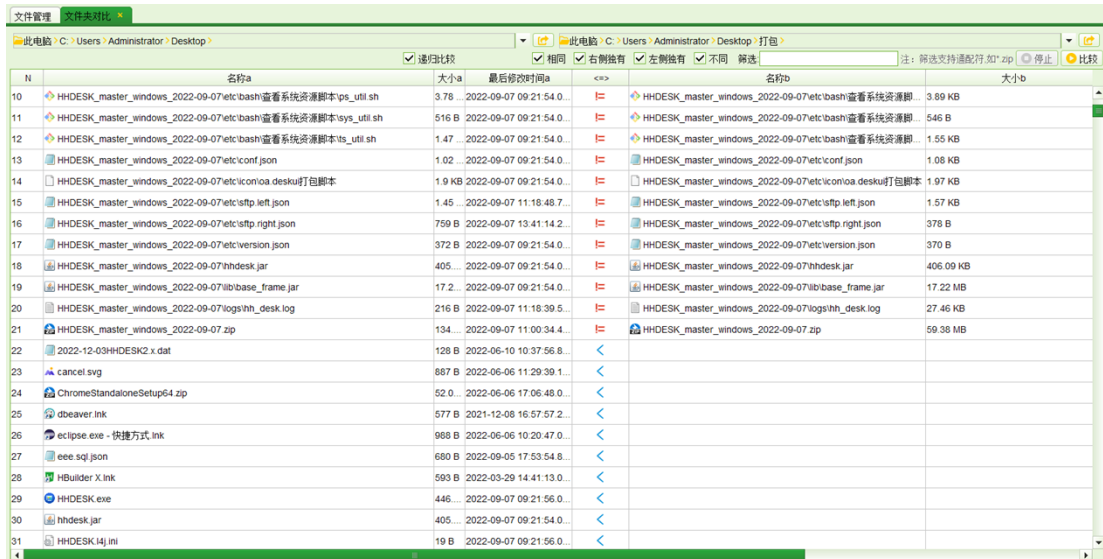 文件管理 文件夹对比 ×
此电脑 > C: > Users > Administrator > Desktop > 此电脑 > C: > Users > Administrator > Desktop > 打包 >
递归比较 相同 右侧独有 左侧独有 不同 筛选: 注：筛选支持通配符,如*.zip 停止 比较
N 名称a 大小a 最后修改时间a <=> 名称b 大小b
10 HHDESK_master_windows_2022-09-07\etc\bash\查看系统资源脚本\ps_util.sh 3.78 ... 2022-09-07 09:21:54.0... != HHDESK_master_windows_2022-09-07\etc\bash\查看系统资源脚... 3.89 KB
11 HHDESK_master_windows_2022-09-07\etc\bash\查看系统资源脚本\sys_util.sh 516 B 2022-09-07 09:21:54.0... != HHDESK_master_windows_2022-09-07\etc\bash\查看系统资源脚... 546 B
12 HHDESK_master_windows_2022-09-07\etc\bash\查看系统资源脚本\ts_util.sh 1.47 ... 2022-09-07 09:21:54.0... != HHDESK_master_windows_2022-09-07\etc\bash\查看系统资源脚... 1.55 KB
13 HHDESK_master_windows_2022-09-07\etc\conf.json 1.02 ... 2022-09-07 09:21:54.0... != HHDESK_master_windows_2022-09-07\etc\conf.json 1.08 KB
14 HHDESK_master_windows_2022-09-07\etc\icon\oa.deskui打包脚本 1.9 KB 2022-09-07 09:21:54.0... != HHDESK_master_windows_2022-09-07\etc\icon\oa.deskui打包脚本 1.97 KB
15 HHDESK_master_windows_2022-09-07\etc\sftp.left.json 1.45 ... 2022-09-07 11:18:48.7... != HHDESK_master_windows_2022-09-07\etc\sftp.left.json 1.57 KB
16 HHDESK_master_windows_2022-09-07\etc\sftp.right.json 759 B 2022-09-07 13:41:14.2... != HHDESK_master_windows_2022-09-07\etc\sftp.right.json 378 B
17 HHDESK_master_windows_2022-09-07\etc\version.json 372 B 2022-09-07 09:21:54.0... != HHDESK_master_windows_2022-09-07\etc\version.json 370 B
18 HHDESK_master_windows_2022-09-07\hhdesk.jar 405.... 2022-09-07 09:21:54.0... != HHDESK_master_windows_2022-09-07\hhdesk.jar 406.09 KB
19 HHDESK_master_windows_2022-09-07\lib\base_frame.jar 17.2... 2022-09-07 09:21:54.0... != HHDESK_master_windows_2022-09-07\lib\base_frame.jar 17.22 MB
20 HHDESK_master_windows_2022-09-07\logs\hh_desk.log 216 B 2022-09-07 11:18:39.5... != HHDESK_master_windows_2022-09-07\logs\hh_desk.log 27.46 KB
21 HHDESK_master_windows_2022-09-07.zip 134.... 2022-09-07 11:00:34.4... != HHDESK_master_windows_2022-09-07.zip 59.38 MB
22 2022-12-03HHDESK2.x.dat 128 B 2022-06-10 10:37:56.8... <
23 cancel.svg 887 B 2022-06-06 11:29:39.1... <
24 ChromeStandaloneSetup64.zip 52.0... 2022-06-06 17:06:48.0... <
25 dbeaver.lnk 577 B 2021-12-08 16:57:57.2... <
26 eclipse.exe - 快捷方式.lnk 988 B 2022-06-06 10:20:47.0... <
27 eee.sql.json 680 B 2022-09-05 17:53:54.8... <
28 HBuilder X.lnk 593 B 2022-03-29 14:41:13.0... <
29 HHDESK.exe 446.... 2022-09-07 09:21:56.0... <
30 hhdesk.jar 405.... 2022-09-07 09:21:54.0... <
31 HHDESK.l4j.ini 19 B 2022-09-07 09:21:56.0... <